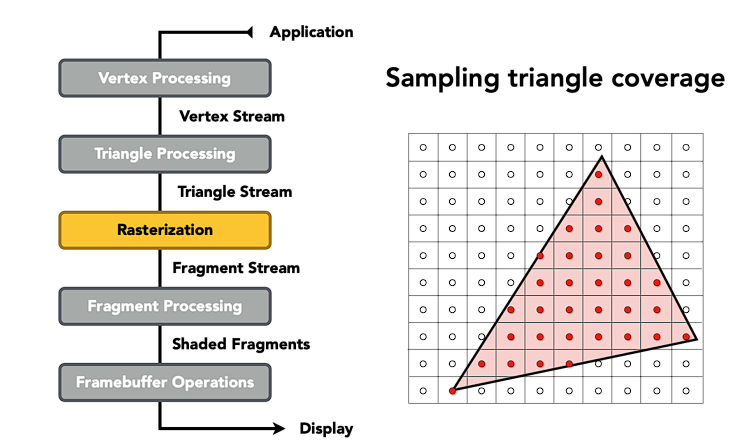 Application
Vertex Processing
Sampling triangle coverage
Vertex Stream
Triangle Processing
Triangle Stream
Rasterization
Fragment Stream
Fragment Processing
Shaded Fragments
Framebuffer Operations
Display